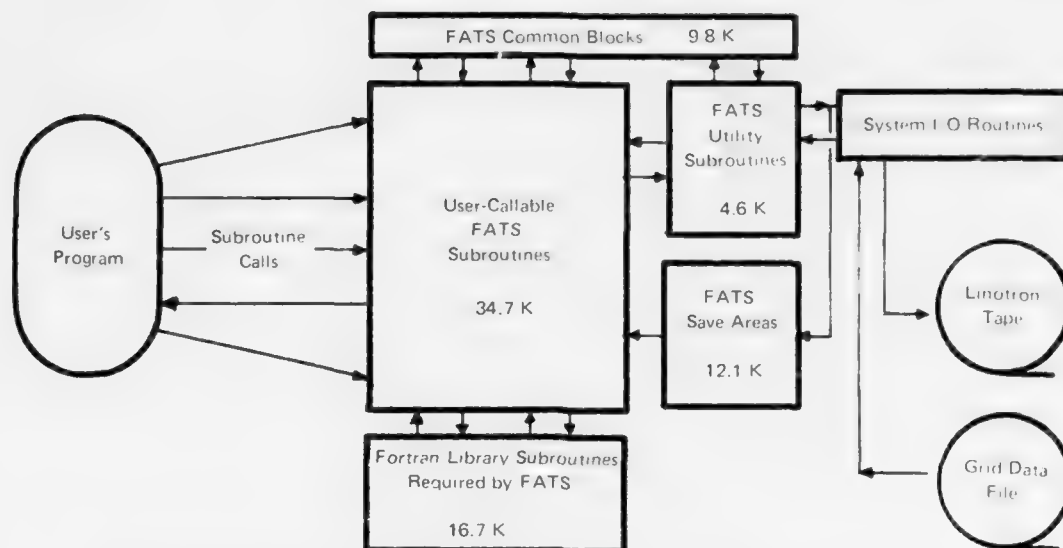 FATS Common Blocks 9.8 K
User's
Program
Subroutine
Calls
User-Callable
FATS
Subroutines
34.7 K
FATS
Utility
Subroutines
4.6 K
System I/O Routines
FATS
Save Areas
12.1 K
Linotron
Tape
Grid Data
File
Fortran Library Subroutines
Required by FATS
16.7 K